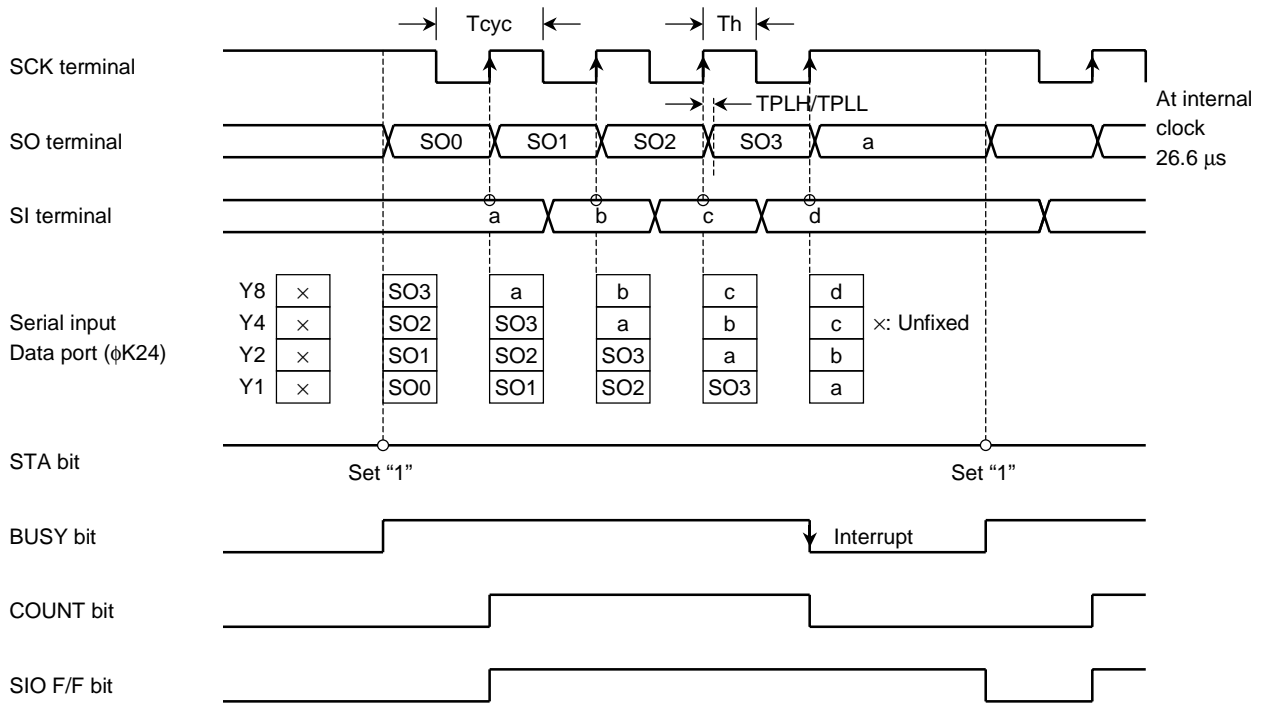 Tcyc Th
SCK terminal
TPLH/TPLL
At internal
clock
26.6 μs
SO terminal SO0 SO1 SO2 SO3 a
SI terminal a b c d
Y8 × SO3 a b c d
Serial input
Data port (ϕK24)
Y4 × SO2 SO3 a b c ×: Unfixed
Y2 × SO1 SO2 SO3 a b
Y1 × SO0 SO1 SO2 SO3 a
STA bit
Set “1” Set “1”
BUSY bit Interrupt
COUNT bit
SIO F/F bit